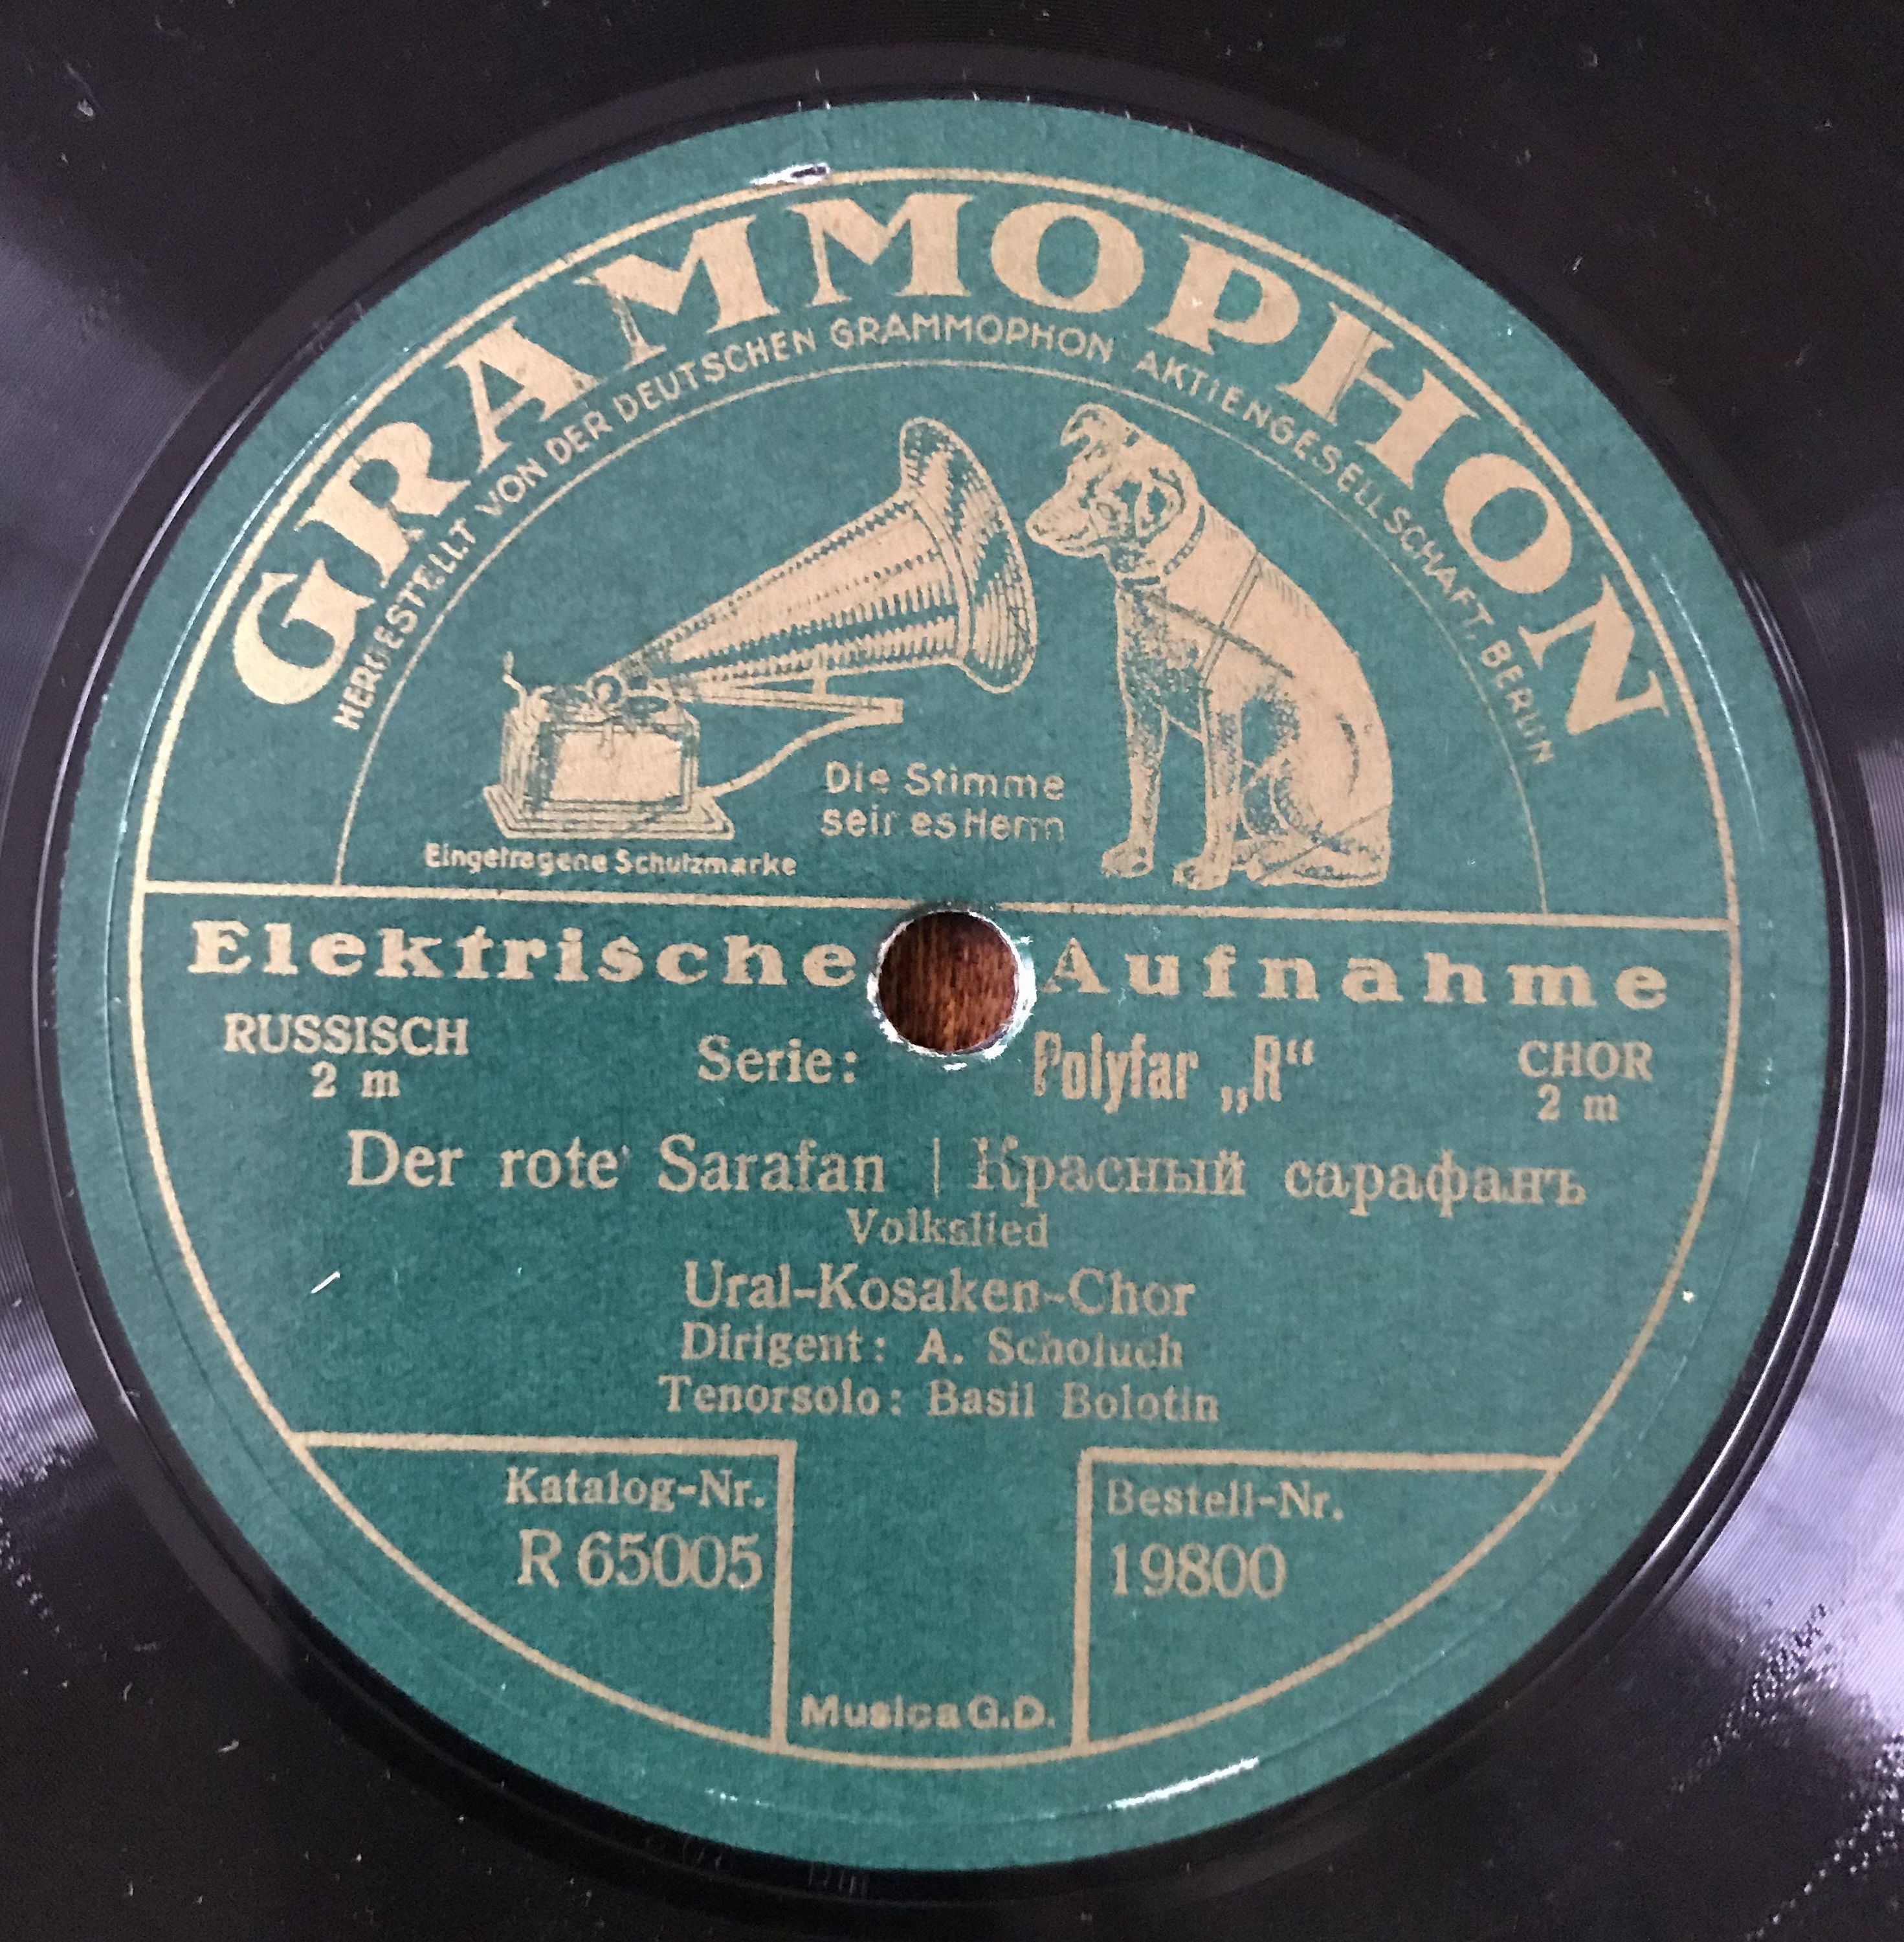 GRAMMOPHON
HERGESTELLT VON DER DEUTSCHEN GRAMMOPHON AKTIENGESELLSCHAFT, BERLIN
Die Stimme
seines Herrn
Eingetragene Schutzmarke
Elektrische Aufnahme
RUSSISCH
2 m
Serie: Polyfar „R“
CHOR
2 m
Der rote Sarafan | Красный сарафанъ
Volkslied
Ural-Kosaken-Chor
Dirigent: A. Scholuch
Tenorsolo: Basil Bolotin
Katalog-Nr.
R 65005
Bestell-Nr.
19800
Musica G.D.